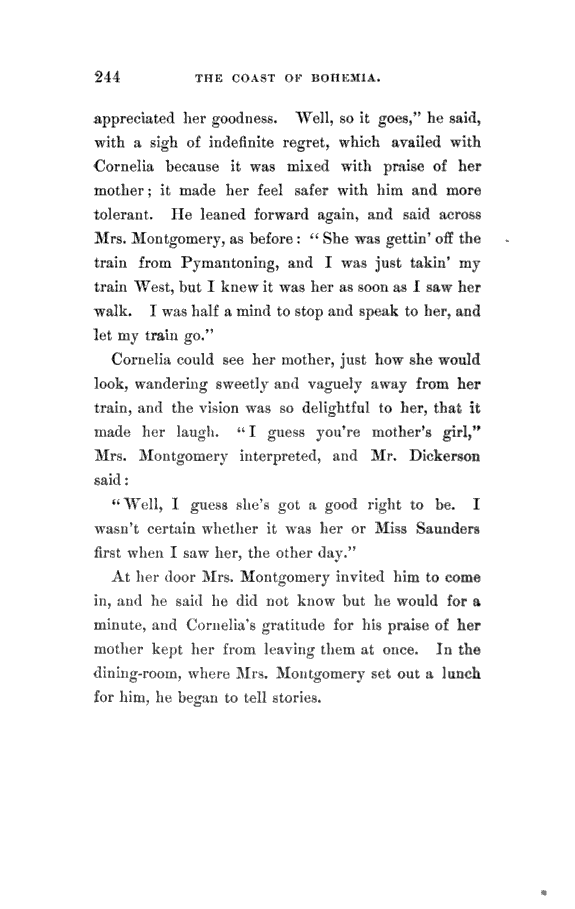 244 THE COAST OF BOHEMIA.
appreciated her goodness. Well, so it goes,” he said,
with a sigh of indefinite regret, which availed with
Cornelia because it was mixed with praise of her
mother; it made her feel safer with him and more
tolerant. He leaned forward again, and said across
Mrs. Montgomery, as before: “She was gettin’ off the
train from Pymantoning, and I was just takin’ my
train West, but I knew it was her as soon as I saw her
walk. I was half a mind to stop and speak to her, and
let my train go.”
Cornelia could see her mother, just how she would
look, wandering sweetly and vaguely away from her
train, and the vision was so delightful to her, that it
made her laugh. “I guess you’re mother’s girl,”
Mrs. Montgomery interpreted, and Mr. Dickerson
said:
“Well, I guess she’s got a good right to be. I
wasn’t certain whether it was her or Miss Saunders
first when I saw her, the other day.”
At her door Mrs. Montgomery invited him to come
in, and he said he did not know but he would for a
minute, and Cornelia’s gratitude for his praise of her
mother kept her from leaving them at once. In the
dining-room, where Mrs. Montgomery set out a lunch
for him, he began to tell stories.